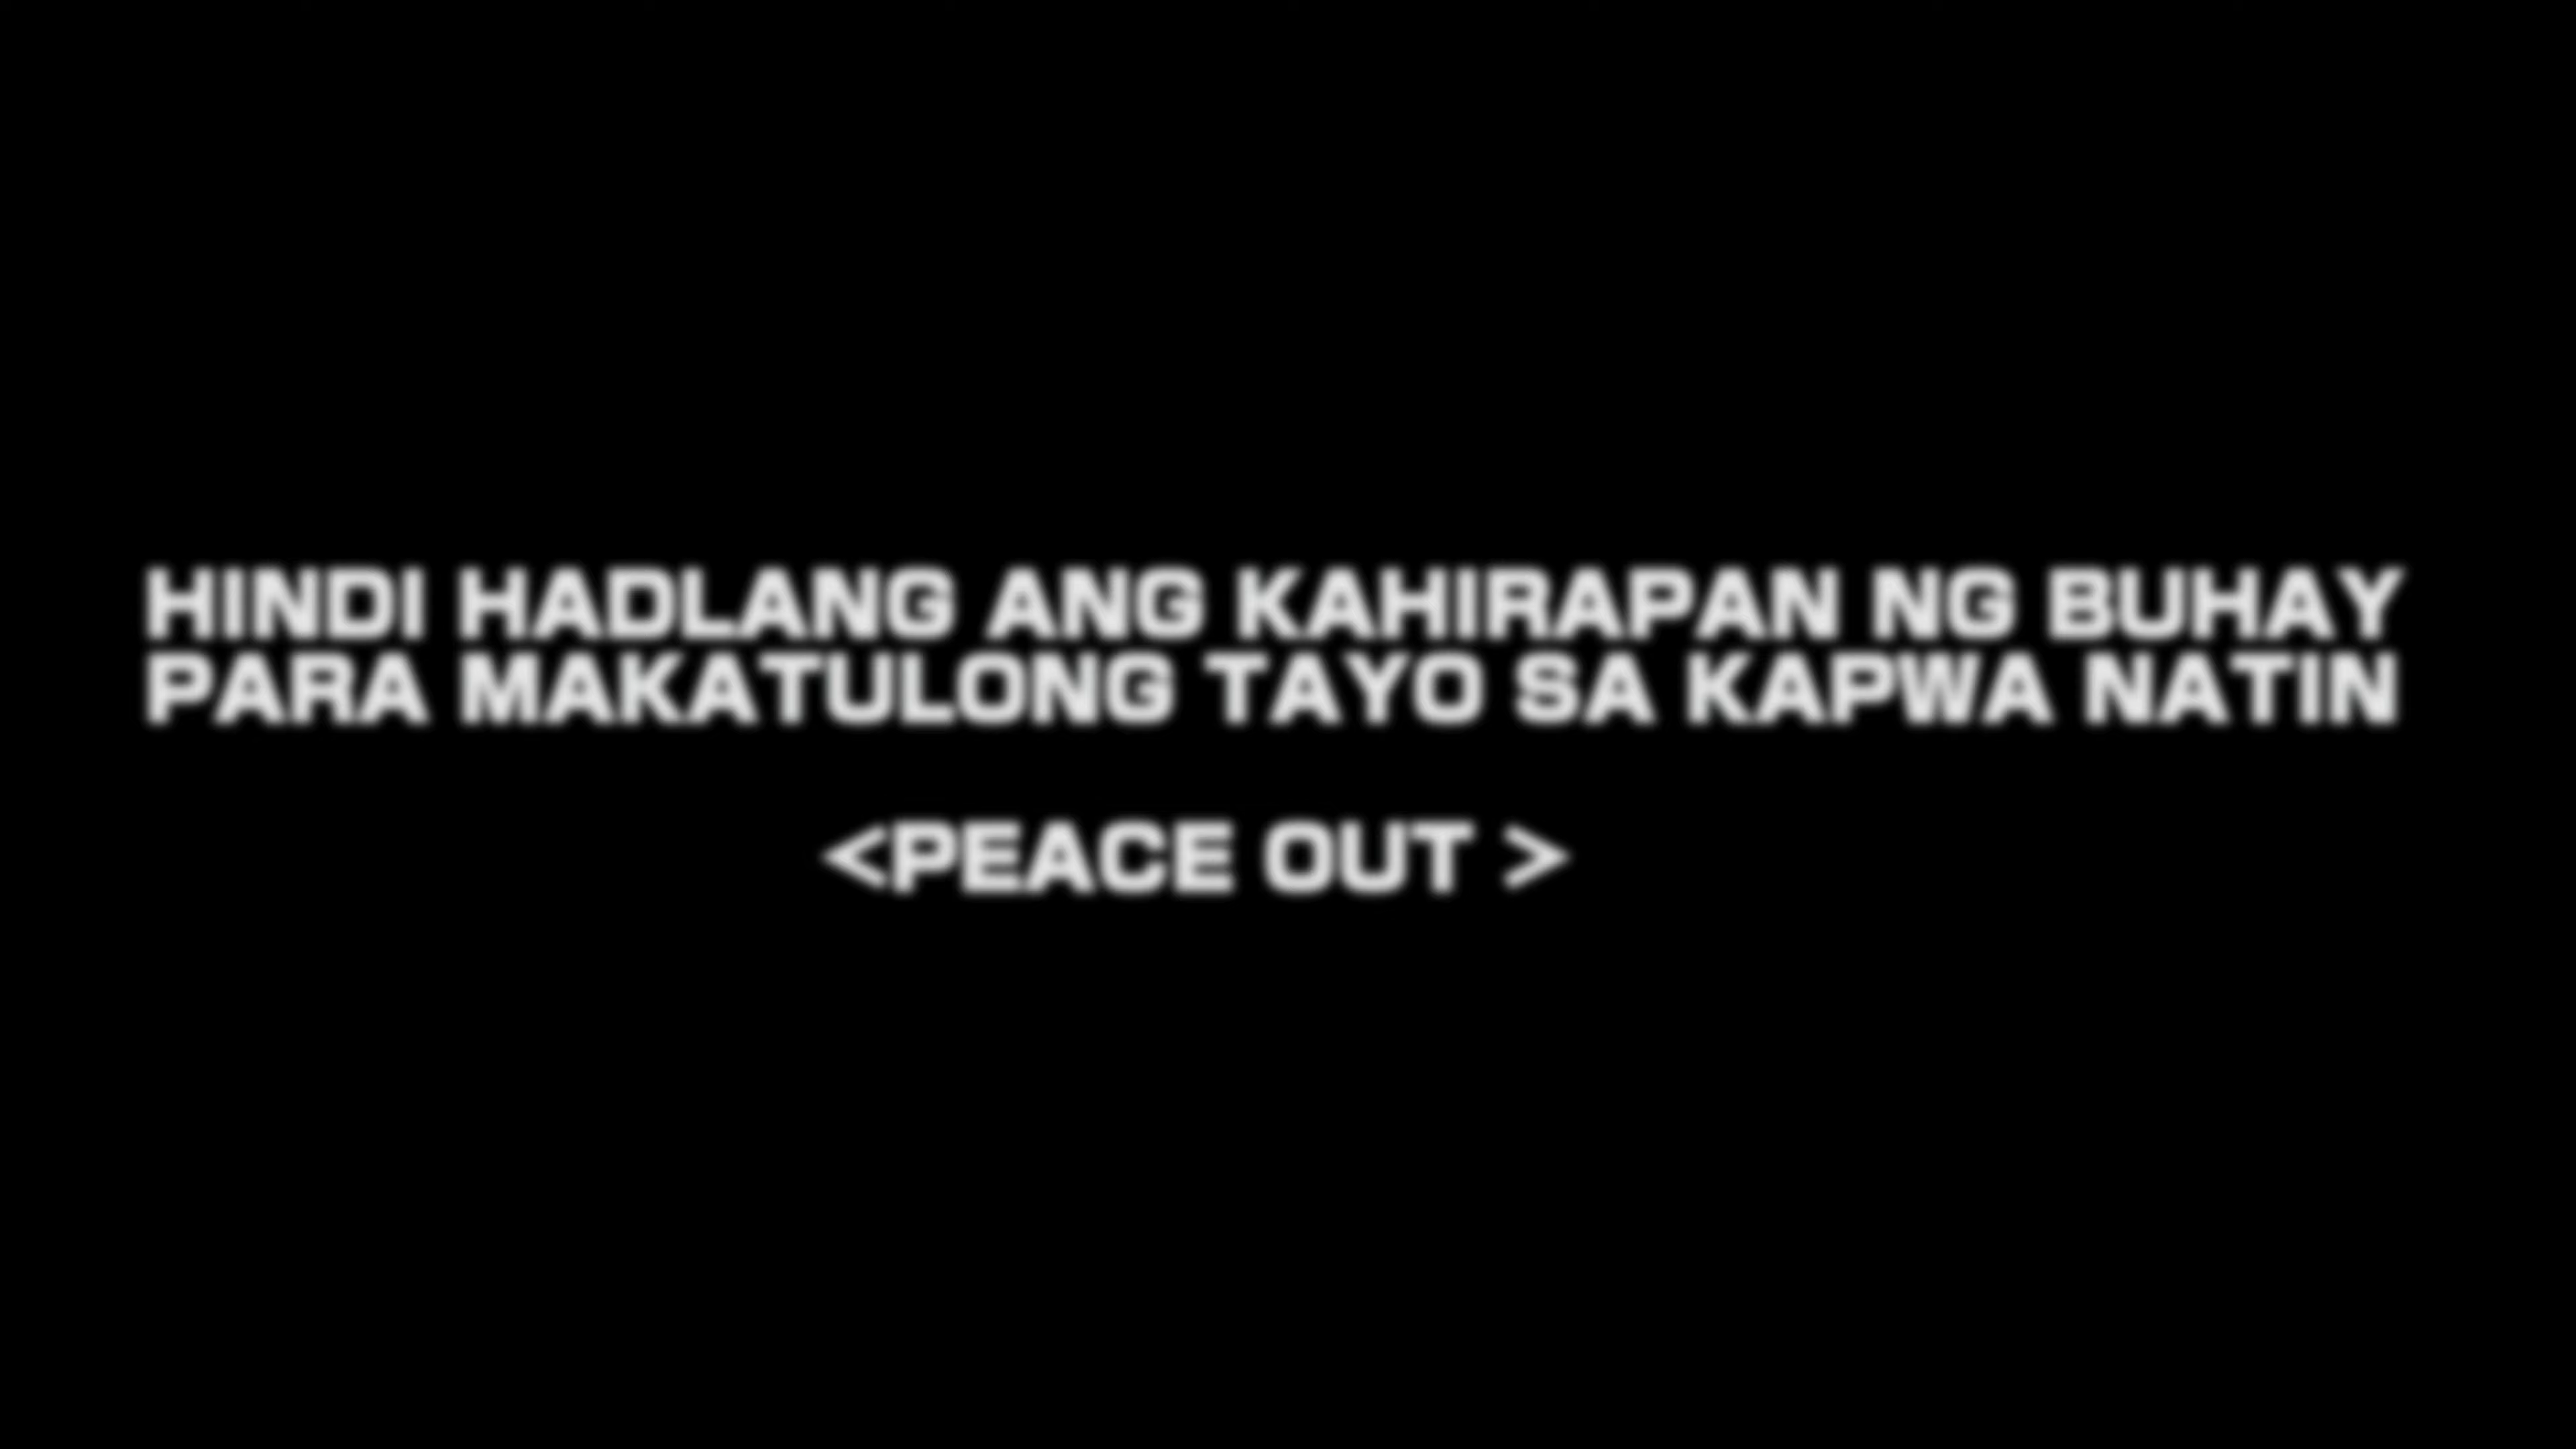 HINDI HADLANG ANG KAHIRAPAN NG BUHAY
PARA MAKATULONG TAYO SA KAPWA NATIN
<PEACE OUT >